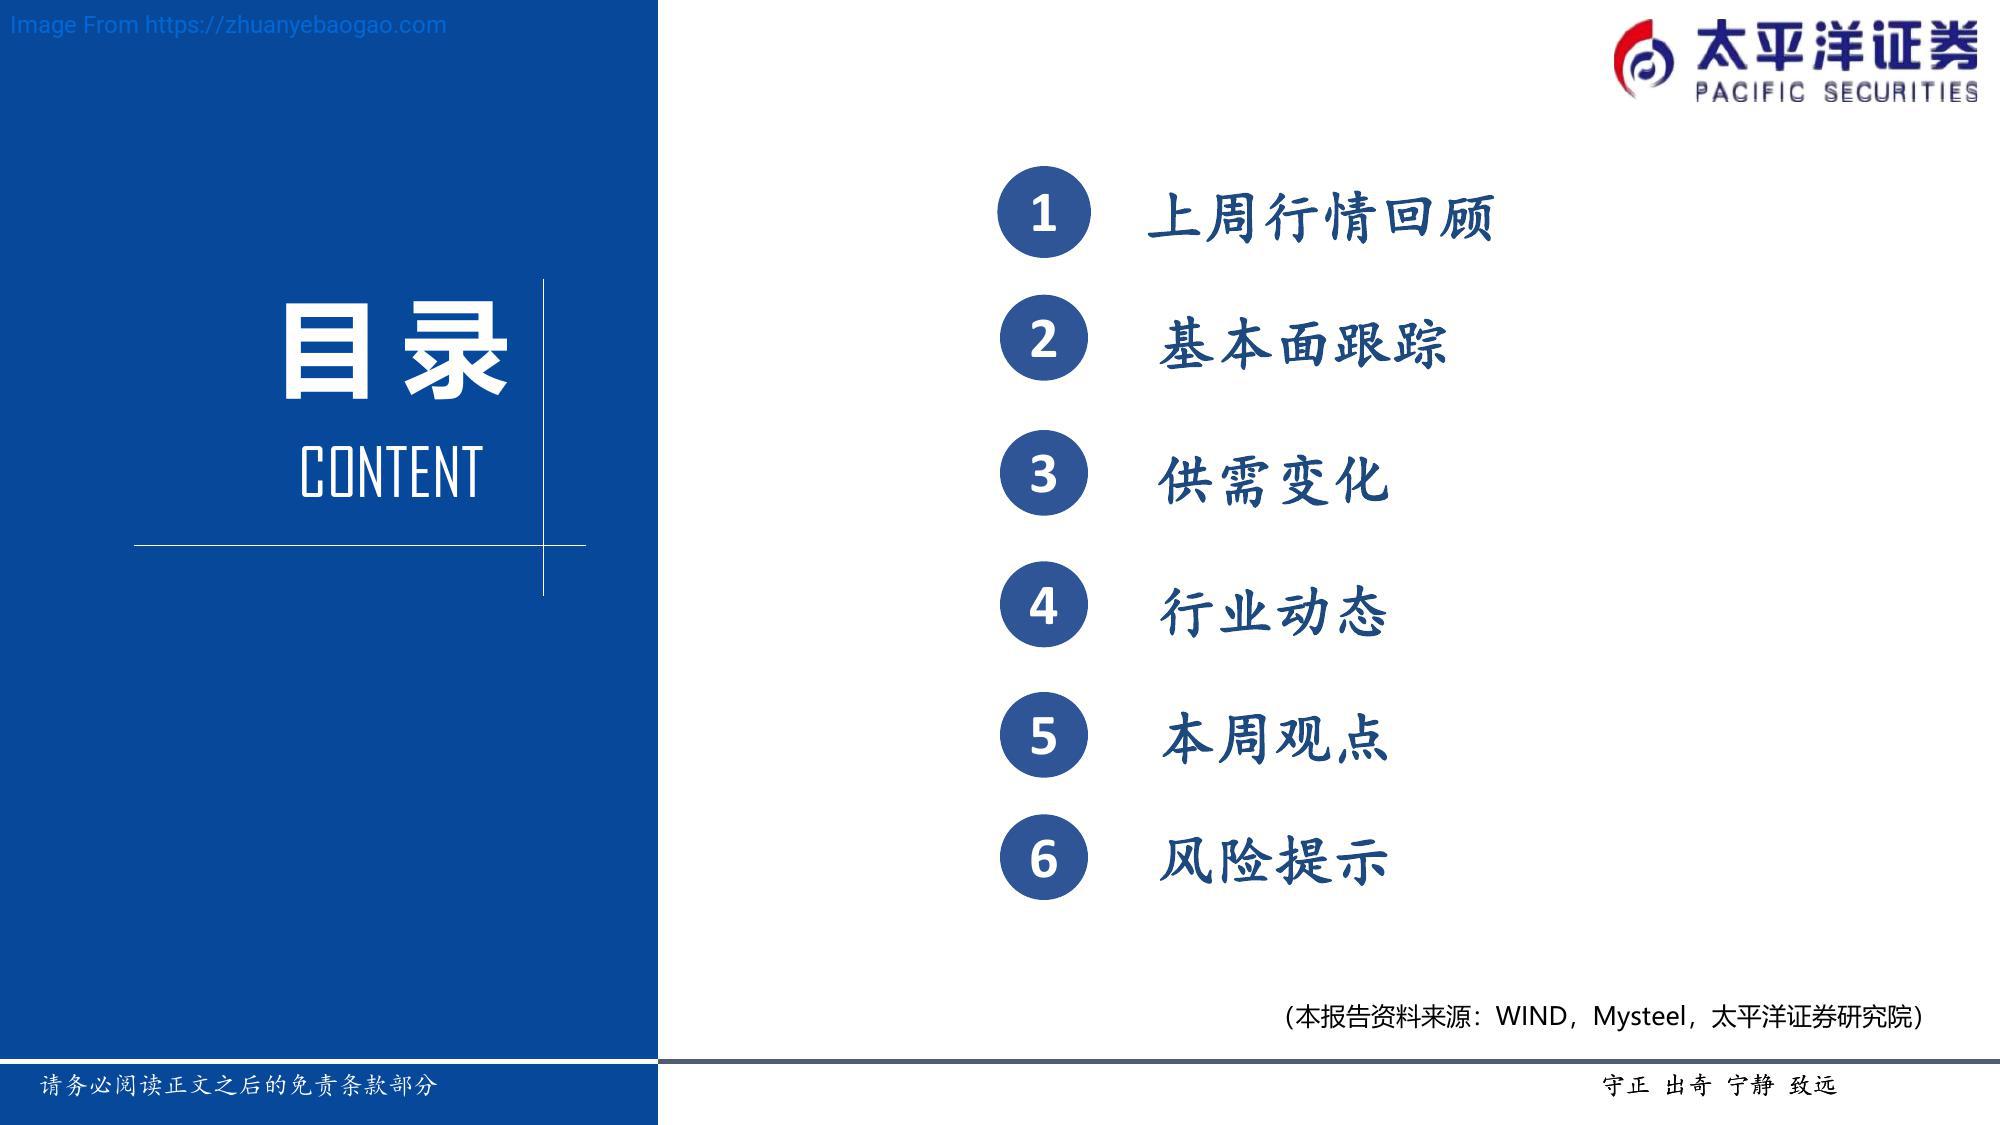 Image From https://zhuanyebaogao.com
太平洋证券
PACIFIC SECURITIES
目录
CONTENT
1 上周行情回顾
2 基本面跟踪
3 供需变化
4 行业动态
5 本周观点
6 风险提示
（本报告资料来源：WIND，Mysteel，太平洋证券研究院）
请务必阅读正文之后的免责条款部分
守正 出奇 宁静 致远